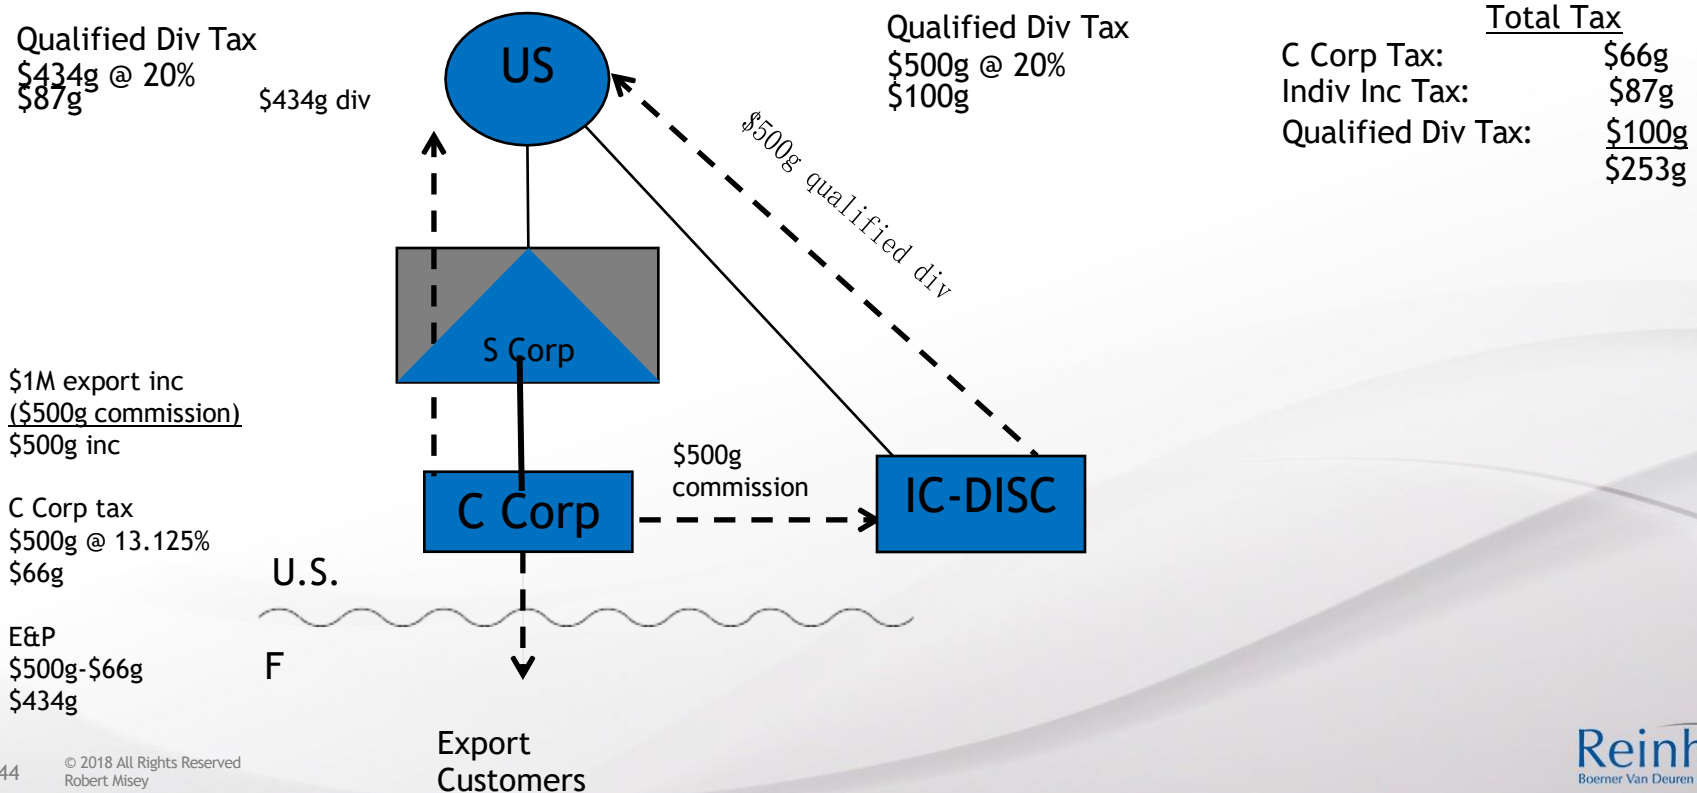 Qualified Div Tax
$434g @ 20%
$87g
$434g div
US
Qualified Div Tax
$500g @ 20%
$100g
Total Tax
C Corp Tax: $66g
Indiv Inc Tax: $87g
Qualified Div Tax: $100g
$253g
$500g qualified div
S Corp
$1M export inc
($500g commission)
$500g inc
C Corp tax
$500g @ 13.125%
$66g
E&P
$500g-$66g
$434g
C Corp
$500g
commission
IC-DISC
U.S.
F
Export
Customers
44
© 2018 All Rights Reserved
Robert Misey
Reinh
Boerner Van Deuren